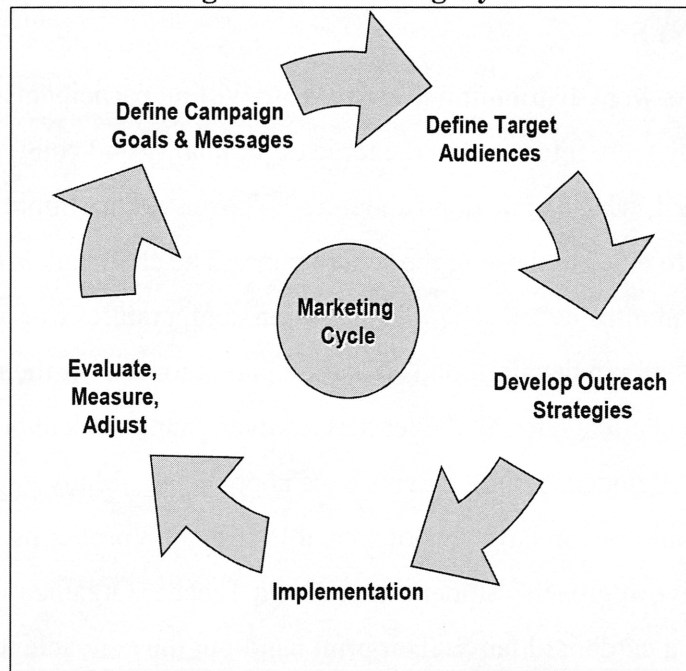 Define Campaign
Goals & Messages
Define Target
Audiences
Marketing
Cycle
Evaluate,
Measure,
Adjust
Develop Outreach
Strategies
Implementation